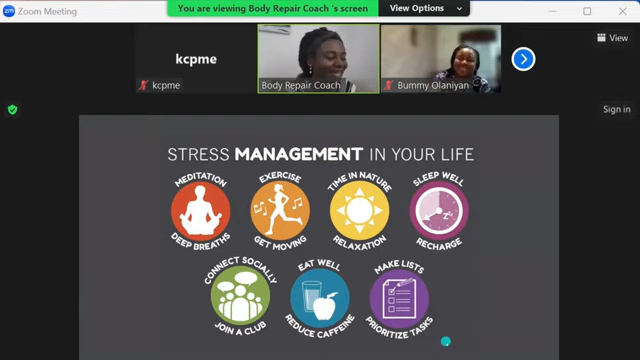 zm Zoom Meeting
You are viewing Body Repair Coach 's screen
View Options
View
kcpme
kcpme
Body Repair Coach
Bummy Olaniyan
Sign in
STRESS MANAGEMENT IN YOUR LIFE
MEDITATION
DEEP BREATHS
EXERCISE
GET MOVING
TIME IN NATURE
RELAXATION
SLEEP WELL
RECHARGE
CONNECT SOCIALLY
JOIN A CLUB
EAT WELL
REDUCE CAFFEINE
MAKE LISTS
PRIORITIZE TASKS